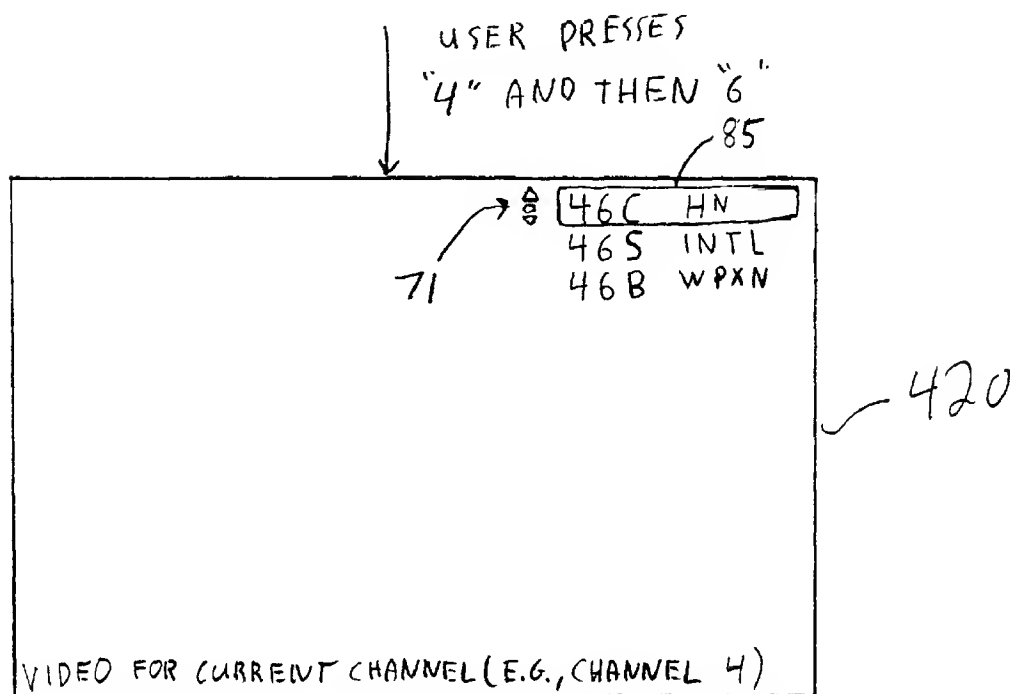 USER PRESSES
"4" AND THEN "6"
85
46C HN
46S INTL
46B WPXN
71
420
VIDEO FOR CURRENT CHANNEL (E.G., CHANNEL 4)